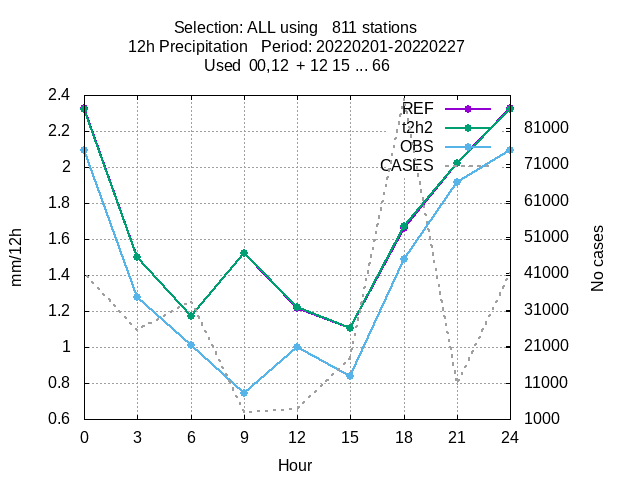 Selection: ALL using   811 stations
12h Precipitation   Period: 20220201-20220227
Used  00,12  + 12 15 ... 66
REF
t2h2
OBS
CASES
2.4
2.2
2
1.8
1.6
1.4
1.2
1
0.8
0.6
81000
71000
61000
51000
41000
31000
21000
11000
1000
mm/12h
No cases
0 3 6 9 12 15 18 21 24
Hour